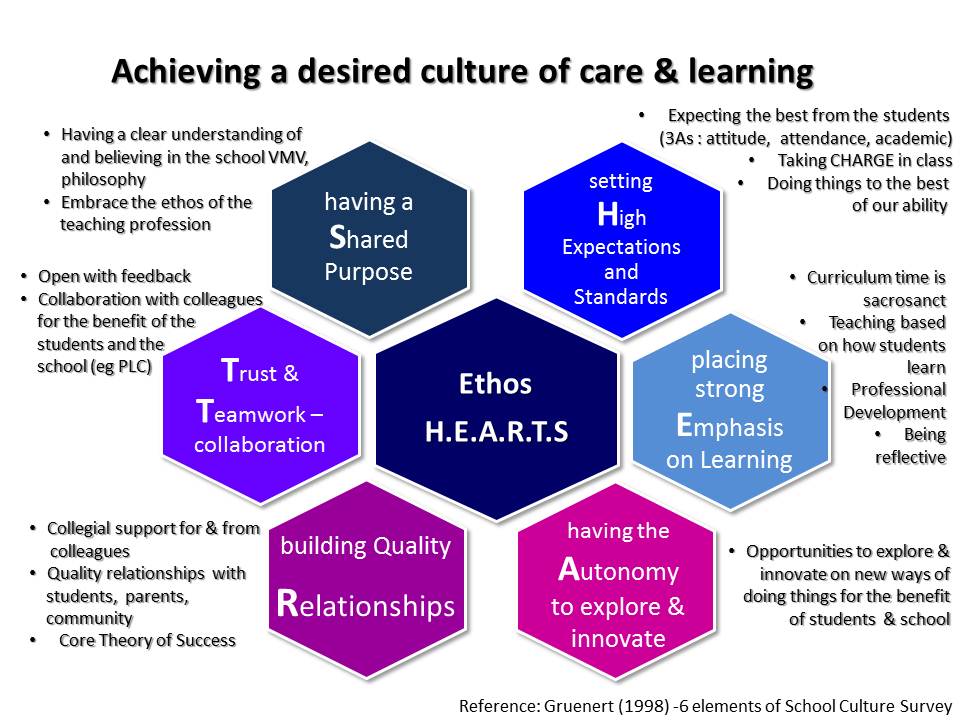 Achieving a desired culture of care & learning
• Having a clear understanding of
and believing in the school VMV,
philosophy
• Embrace the ethos of the
teaching profession
having a
Shared
Purpose
setting
High
Expectations
and
Standards
• Expecting the best from the students
(3As : attitude, attendance, academic)
• Taking CHARGE in class
• Doing things to the best
of our ability
• Open with feedback
• Collaboration with colleagues
for the benefit of the
students and the
school (eg PLC)
Trust &
Teamwork –
collaboration
Ethos
H.E.A.R.T.S
placing
strong
Emphasis
on Learning
• Curriculum time is
sacrosanct
• Teaching based
on how students
learn
• Professional
Development
• Being
reflective
• Collegial support for & from
colleagues
• Quality relationships with
students, parents,
community
• Core Theory of Success
building Quality
Relationships
having the
Autonomy
to explore &
innovate
• Opportunities to explore &
innovate on new ways of
doing things for the benefit
of students & school
Reference: Gruenert (1998) -6 elements of School Culture Survey